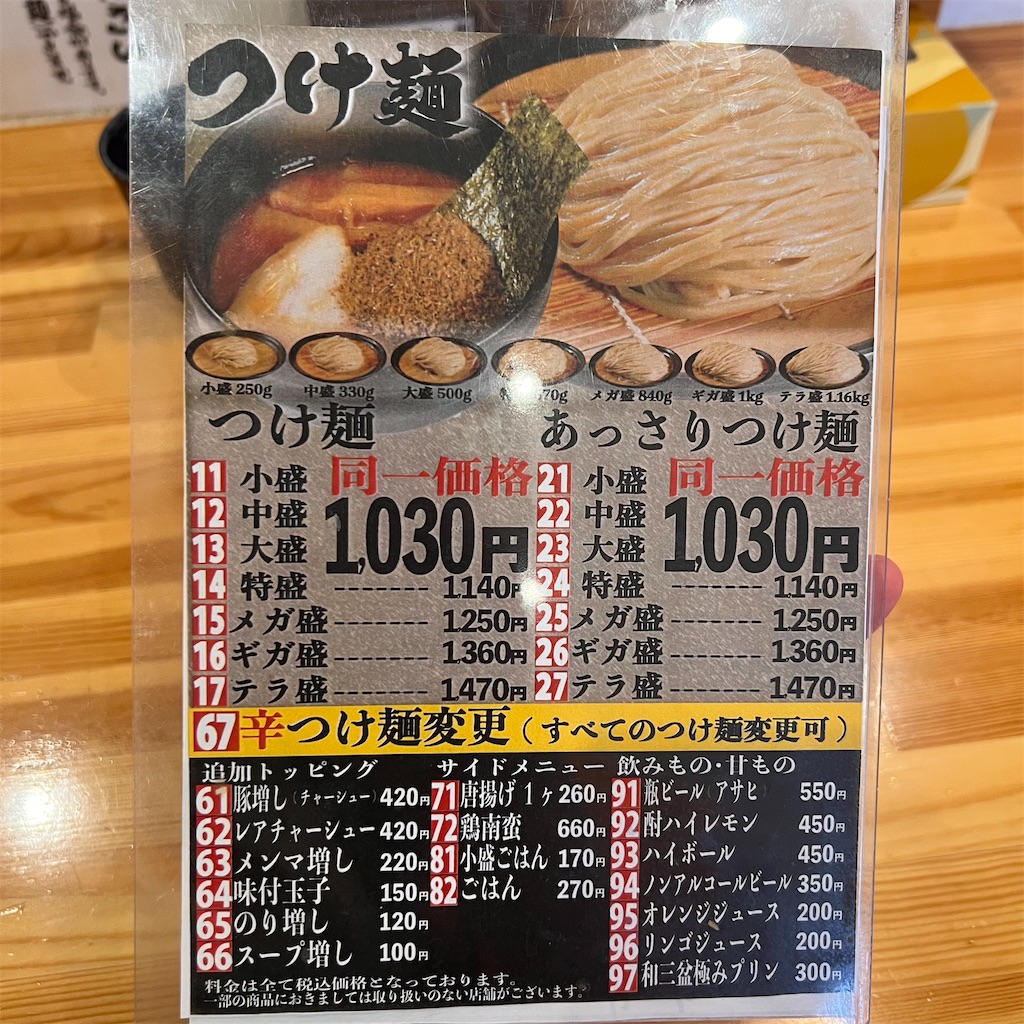 つけ麺
小盛 250g 中盛 330g 大盛 500g 70g メガ盛 840g ギガ盛 1kg テラ盛 1.16kg
つけ麺
11 小盛 同一価格
12 中盛 1,030円
13 大盛
14 特盛 -------- 1,140円
15 メガ盛 -------- 1,250円
16 ギガ盛 -------- 1,360円
17 テラ盛 -------- 1,470円
あっさりつけ麺
21 小盛 同一価格
22 中盛 1,030円
23 大盛
24 特盛 -------- 1,140円
25 メガ盛 -------- 1,250円
26 ギガ盛 -------- 1,360円
27 テラ盛 -------- 1,470円
67 辛つけ麺変更(すべてのつけ麺変更可)
追加トッピング
61 豚増し(チャーシュー) 420円
62 レアチャーシュー 420円
63 メンマ増し 220円
64 味付玉子 150円
65 のり増し 120円
66 スープ増し 100円
サイドメニュー
71 唐揚げ 1ヶ 260円
72 鶏南蛮 660円
81 小盛ごはん 170円
82 ごはん 270円
飲みもの・甘もの
91 瓶ビール(アサヒ) 550円
92 酎ハイレモン 450円
93 ハイボール 450円
94 ノンアルコールビール 350円
95 オレンジジュース 200円
96 リンゴジュース 200円
97 和三盆極みプリン 300円
料金は全て税込価格となっております。
一部の商品におきましては取り扱いのない店舗がございます。